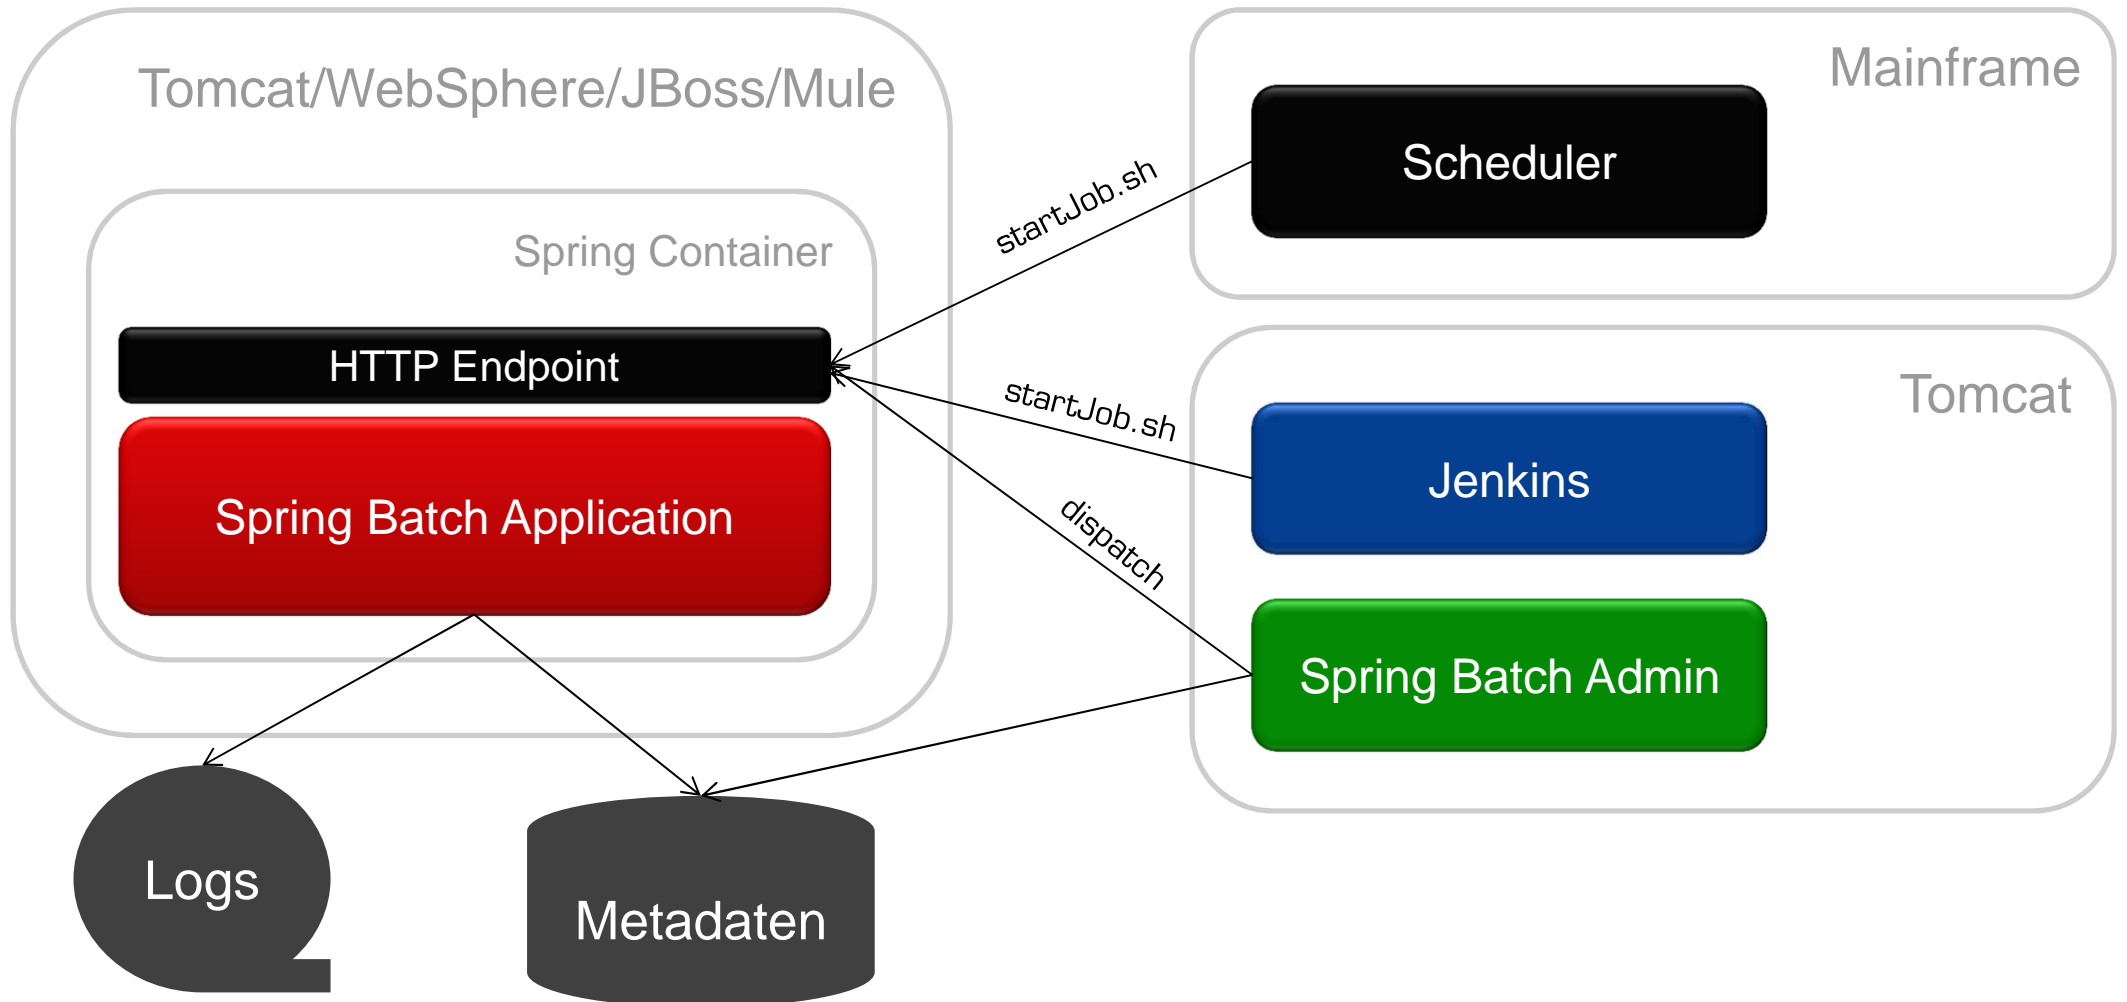 Tomcat/WebSphere/JBoss/Mule
Spring Container
HTTP Endpoint
Spring Batch Application
Logs
Metadaten
startJob.sh
startJob.sh
dispatch
Mainframe
Scheduler
Tomcat
Jenkins
Spring Batch Admin